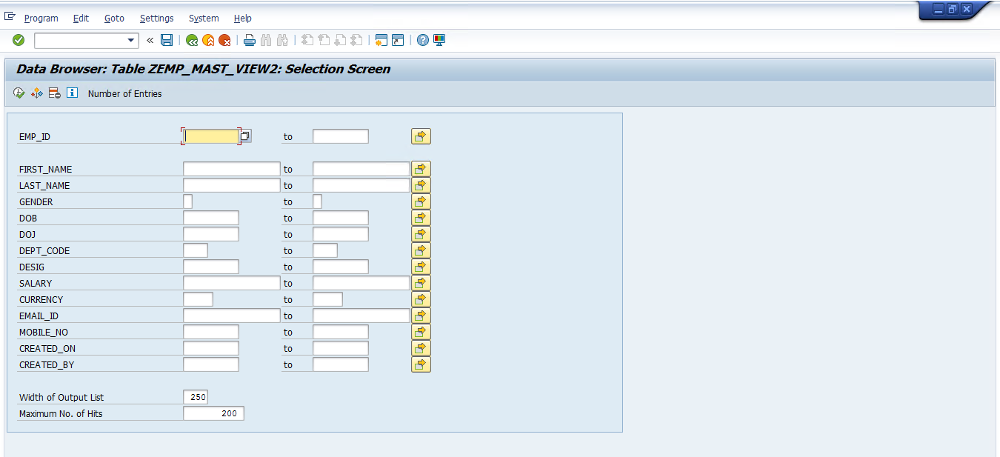 Program Edit Goto Settings System Help
Data Browser: Table ZEMP_MAST_VIEW2: Selection Screen
Number of Entries
EMP_ID to
FIRST_NAME to
LAST_NAME to
GENDER to
DOB to
DOJ to
DEPT_CODE to
DESIG to
SALARY to
CURRENCY to
EMAIL_ID to
MOBILE_NO to
CREATED_ON to
CREATED_BY to
Width of Output List 250
Maximum No. of Hits 200